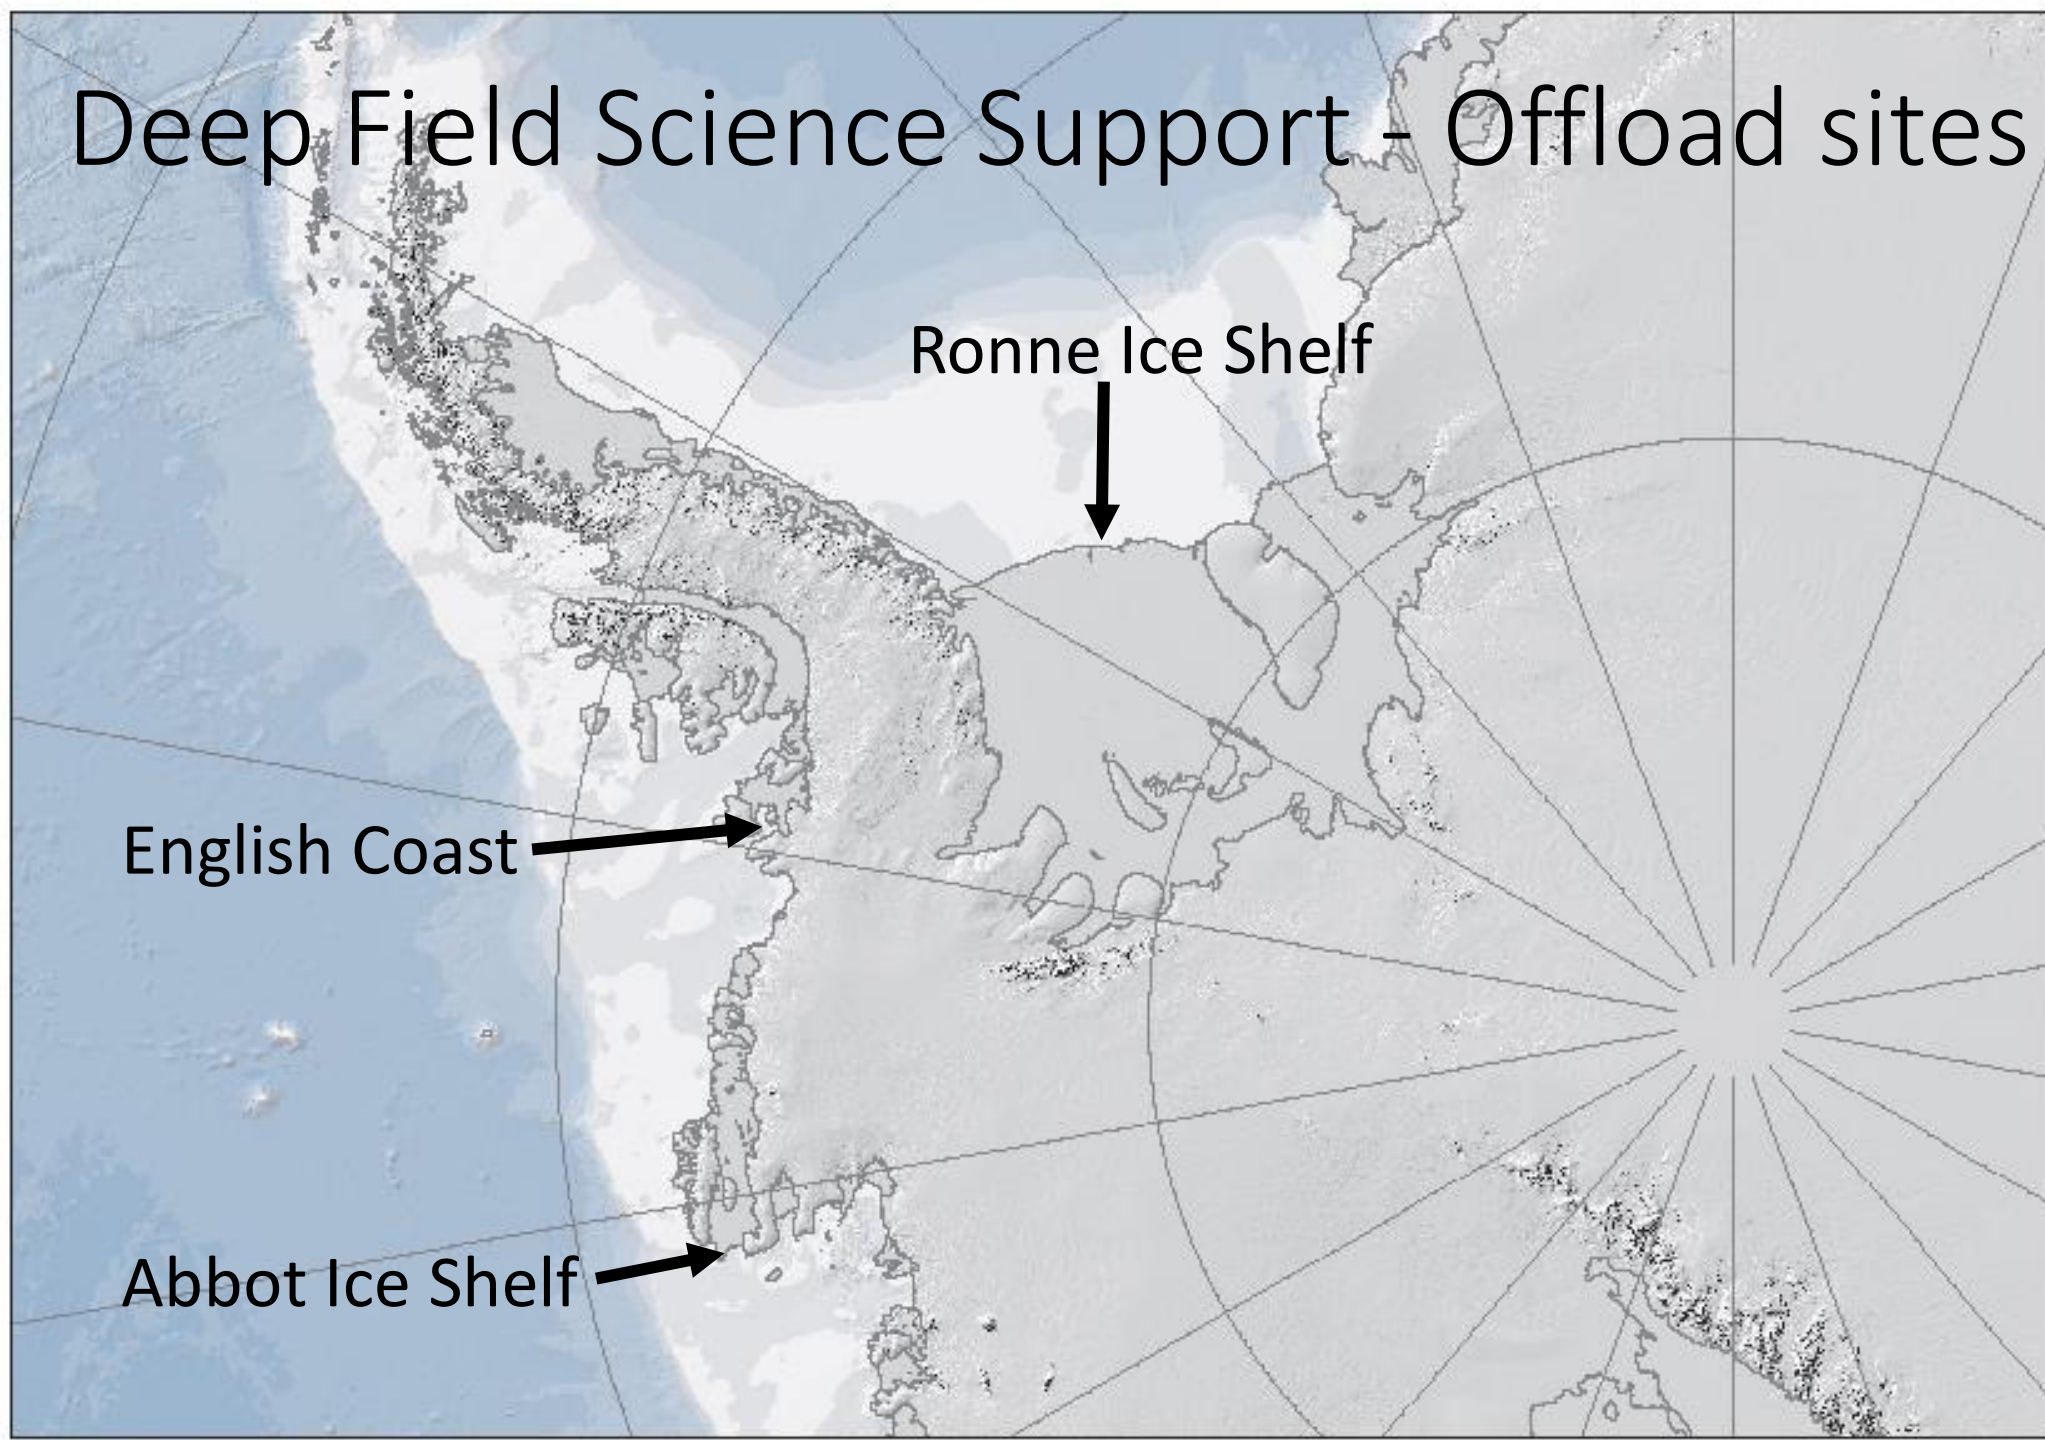 Deep Field Science Support - Offload sites
Ronne Ice Shelf
English Coast
Abbot Ice Shelf